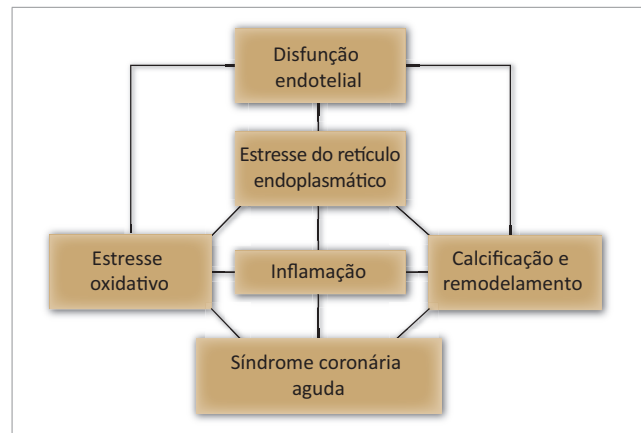 Disfunção
endotelial
Estresse do retículo
endoplasmático
Estresse
oxidativo
Inflamação
Calcificação e
remodelamento
Síndrome coronária
aguda